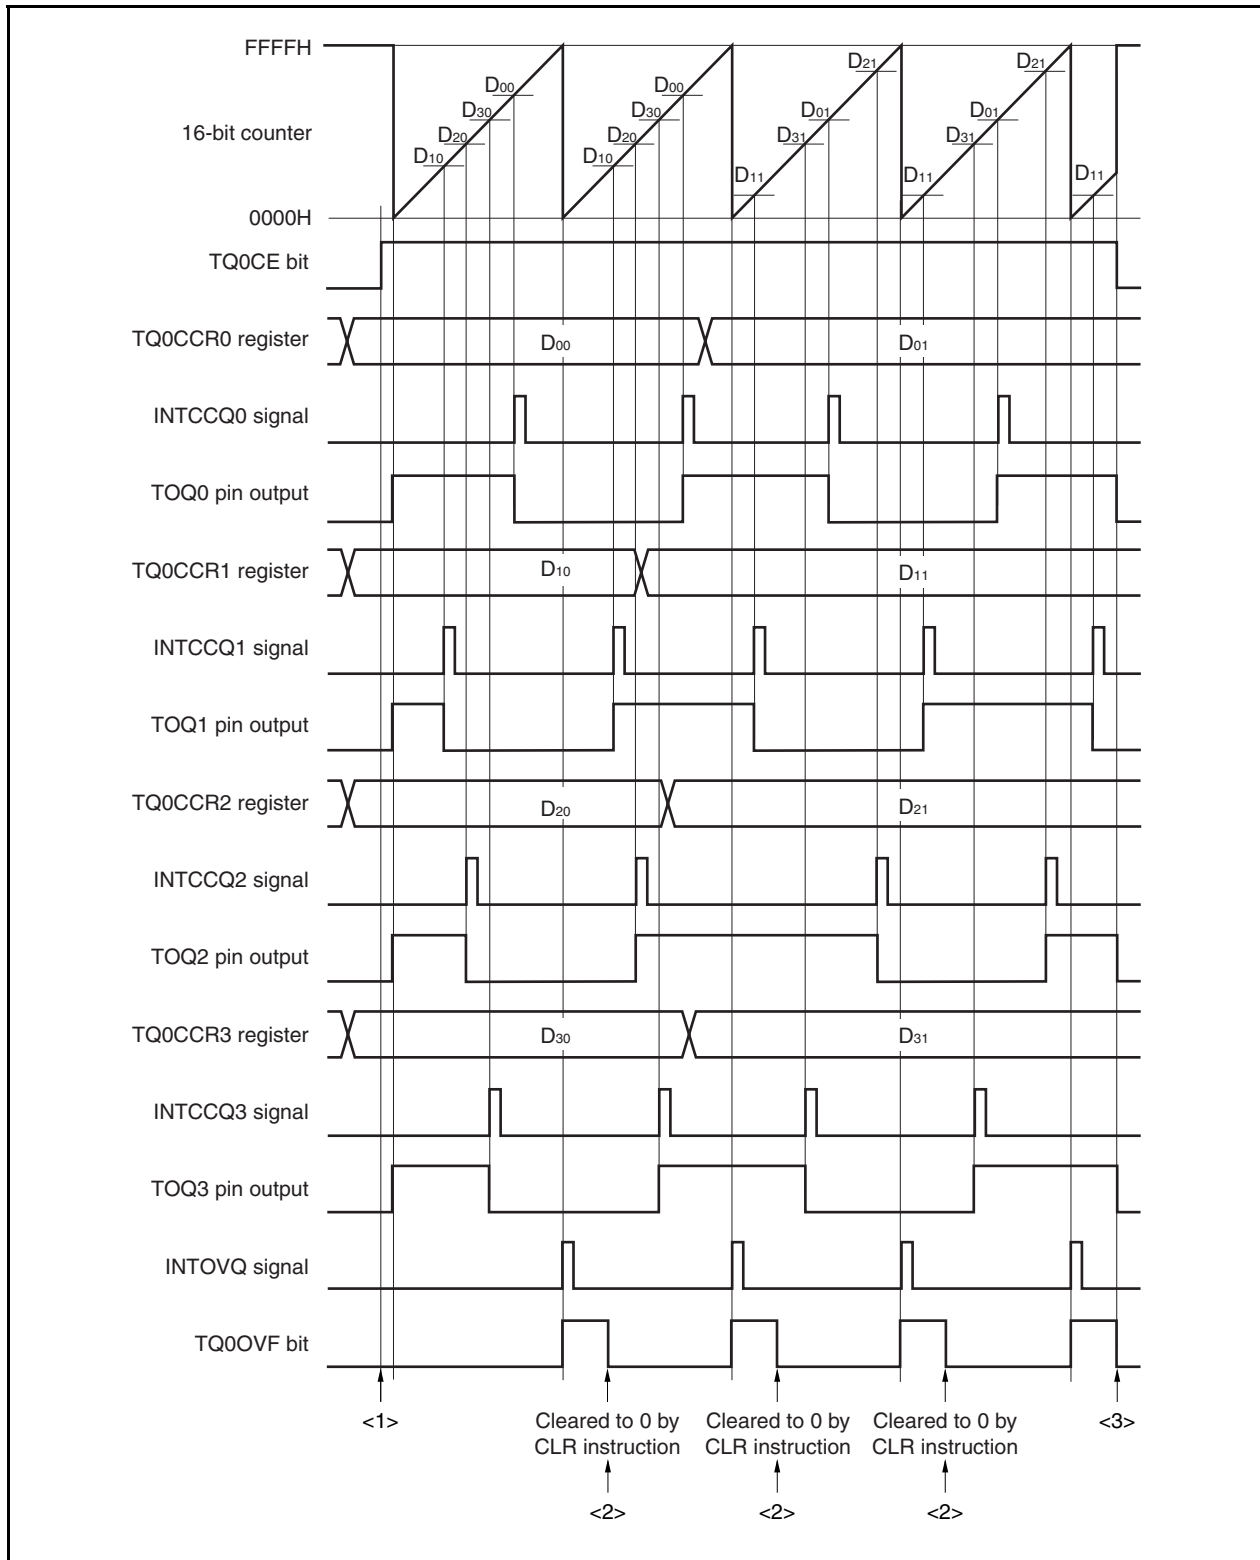 FFFFH
D00
D00
D21
D21
D30
D30
D01
D01
16-bit counter
D20
D20
D31
D31
D10
D10
D11
D11
D11
0000H
TQ0CE bit
TQ0CCR0 register
D00
D01
INTCCQ0 signal
TOQ0 pin output
TQ0CCR1 register
D10
D11
INTCCQ1 signal
TOQ1 pin output
TQ0CCR2 register
D20
D21
INTCCQ2 signal
TOQ2 pin output
TQ0CCR3 register
D30
D31
INTCCQ3 signal
TOQ3 pin output
INTOVQ signal
TQ0OVF bit
<1>
Cleared to 0 by
CLR instruction
Cleared to 0 by
CLR instruction
Cleared to 0 by
CLR instruction
<3>
<2>
<2>
<2>